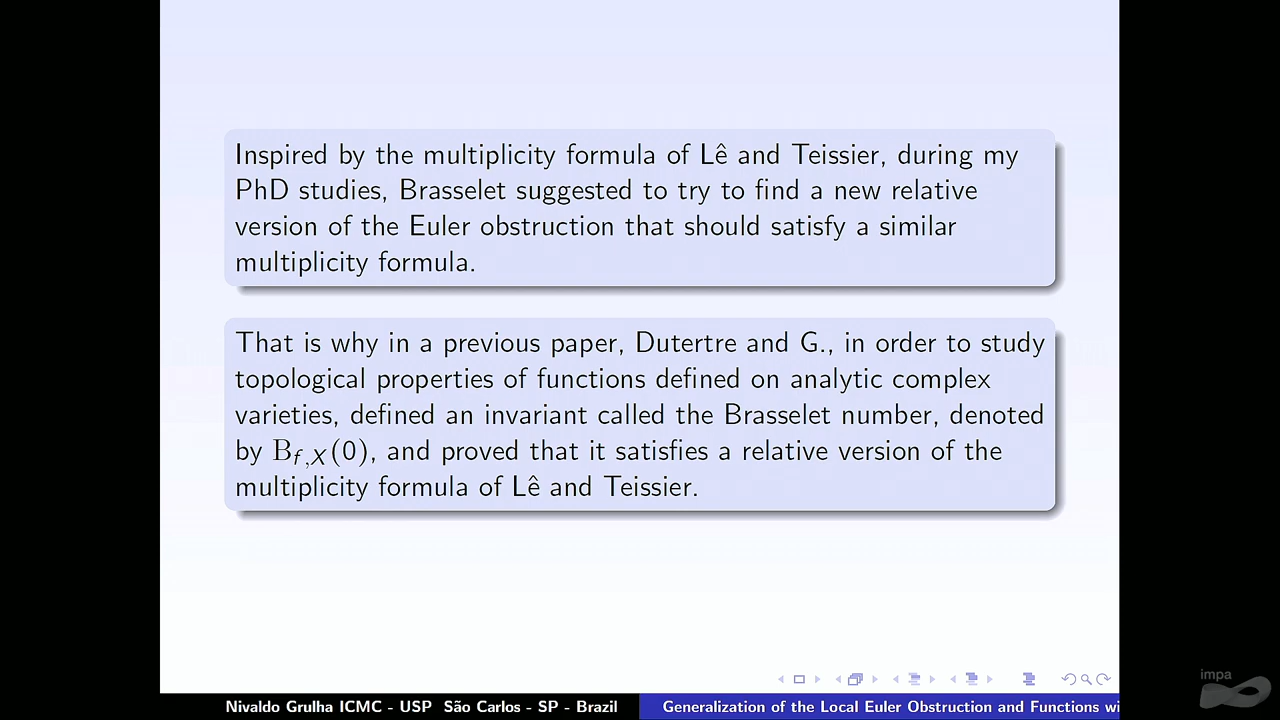 Inspired by the multiplicity formula of Lê and Teissier, during my
PhD studies, Brasselet suggested to try to find a new relative
version of the Euler obstruction that should satisfy a similar
multiplicity formula.
That is why in a previous paper, Dutertre and G., in order to study
topological properties of functions defined on analytic complex
varieties, defined an invariant called the Brasselet number, denoted
by B_{f,X}(0), and proved that it satisfies a relative version of the
multiplicity formula of Lê and Teissier.
impa
Nivaldo Grulha ICMC - USP São Carlos - SP - Brazil
Generalization of the Local Euler Obstruction and Functions wi